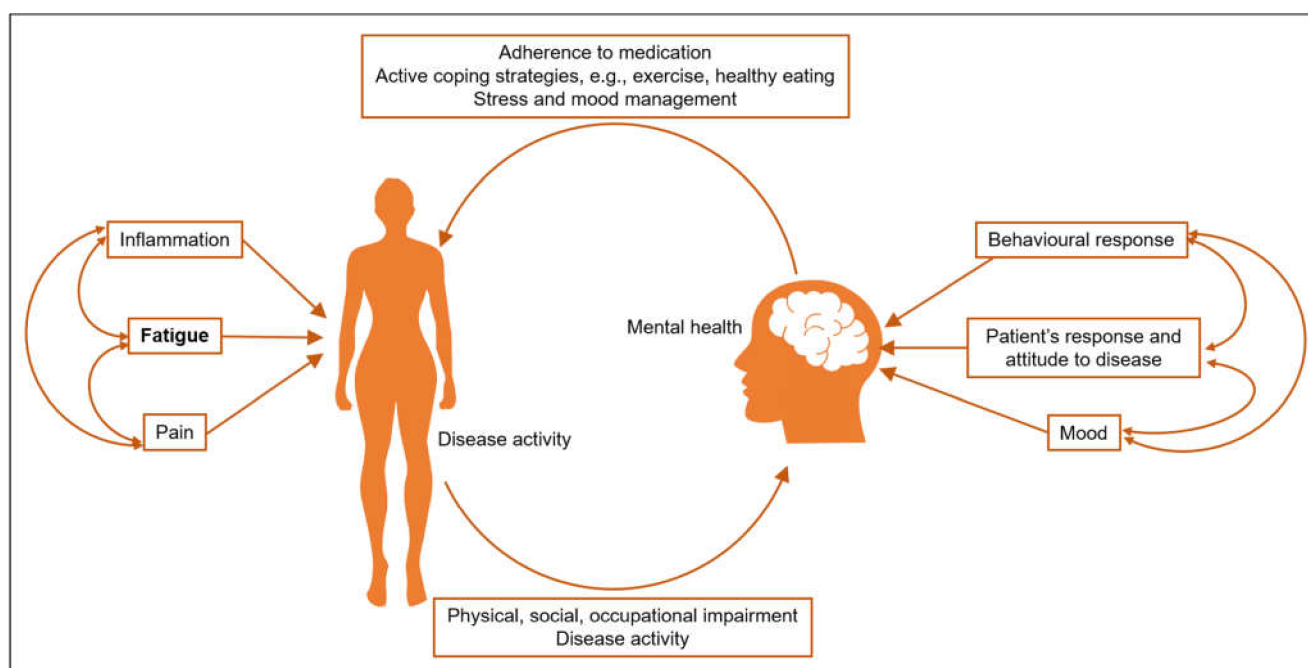 Adherence to medication
Active coping strategies, e.g., exercise, healthy eating
Stress and mood management
Inflammation
Fatigue
Pain
Disease activity
Mental health
Behavioural response
Patient’s response and
attitude to disease
Mood
Physical, social, occupational impairment
Disease activity